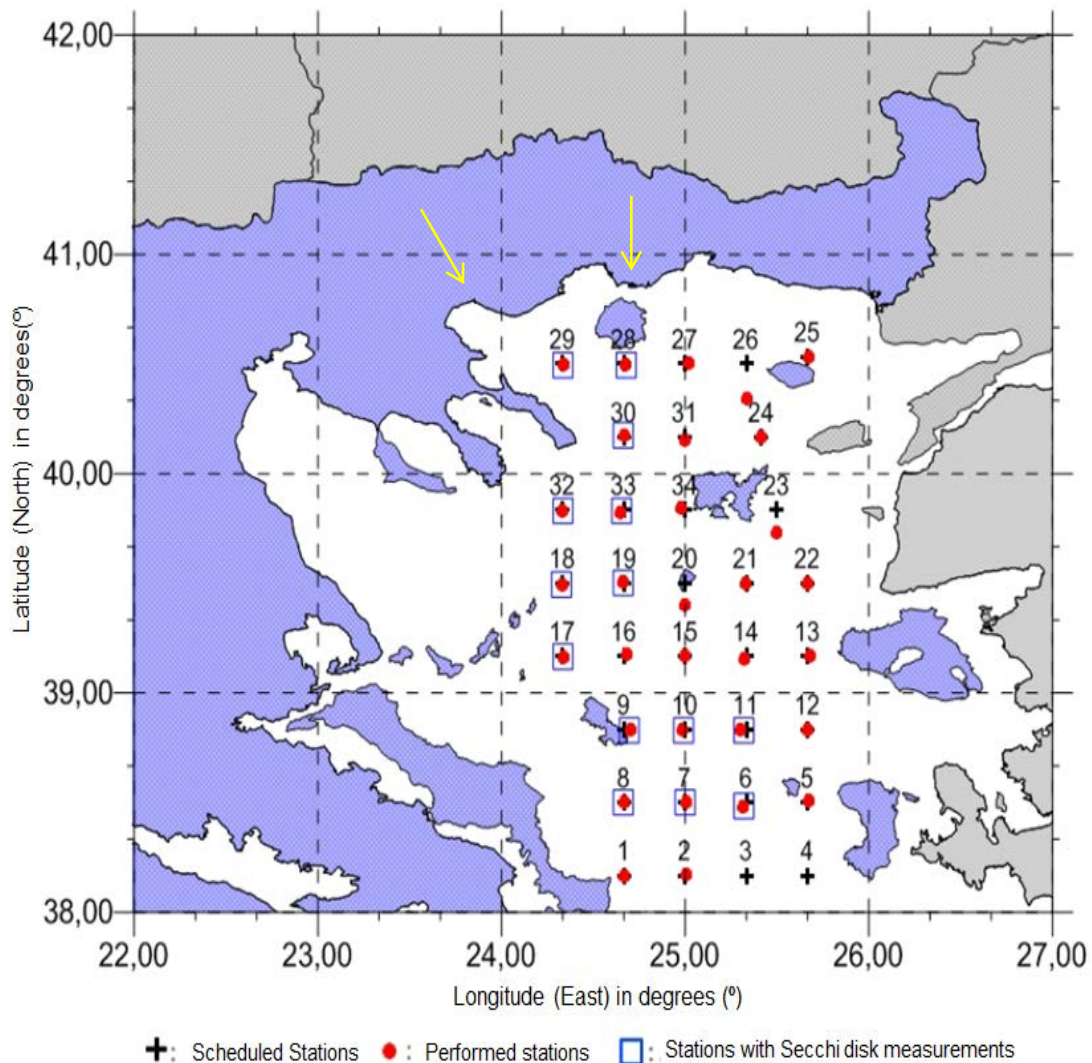 42,00
41,00
29 28 27 26 25
30 31 24
40,00
32 33 34 23
18 19 20 21 22
17 16 15 14 13
39,00
9 10 11 12
8 7 6 5
1 2 3 4
38,00
22,00 23,00 24,00 25,00 26,00 27,00
Latitude (North) in degrees(º)
Longitude (East) in degrees (º)
: Scheduled Stations : Performed stations : Stations with Secchi disk measurements